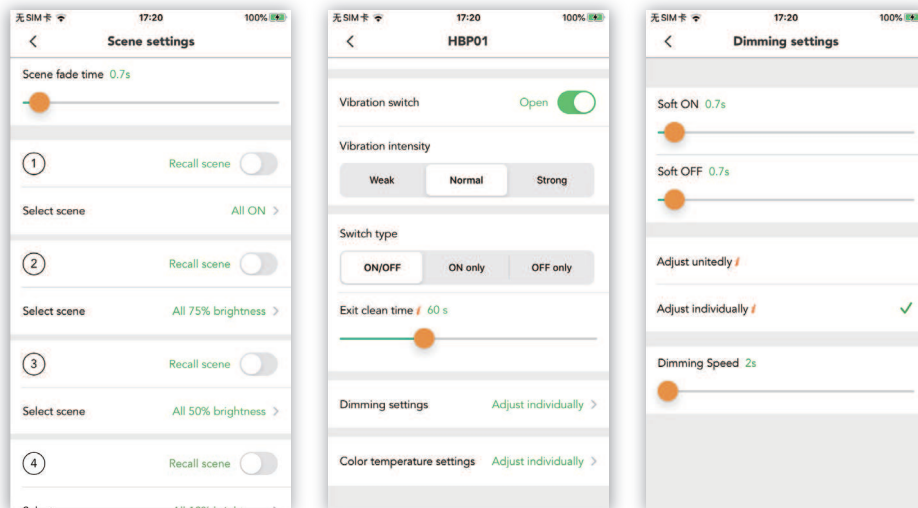 无SIM卡 17:20 100%
Scene settings
Scene fade time 0.7s
1 Recall scene
Select scene All ON
2 Recall scene
Select scene All 75% brightness
3 Recall scene
Select scene All 50% brightness
4 Recall scene
无SIM卡 17:20 100%
HBP01
Vibration switch Open
Vibration intensity
Weak Normal Strong
Switch type
ON/OFF ON only OFF only
Exit clean time i 60 s
Dimming settings Adjust individually
Color temperature settings Adjust individually
无SIM卡 17:20 100%
Dimming settings
Soft ON 0.7s
Soft OFF 0.7s
Adjust unitedly i
Adjust individually i
Dimming Speed 2s